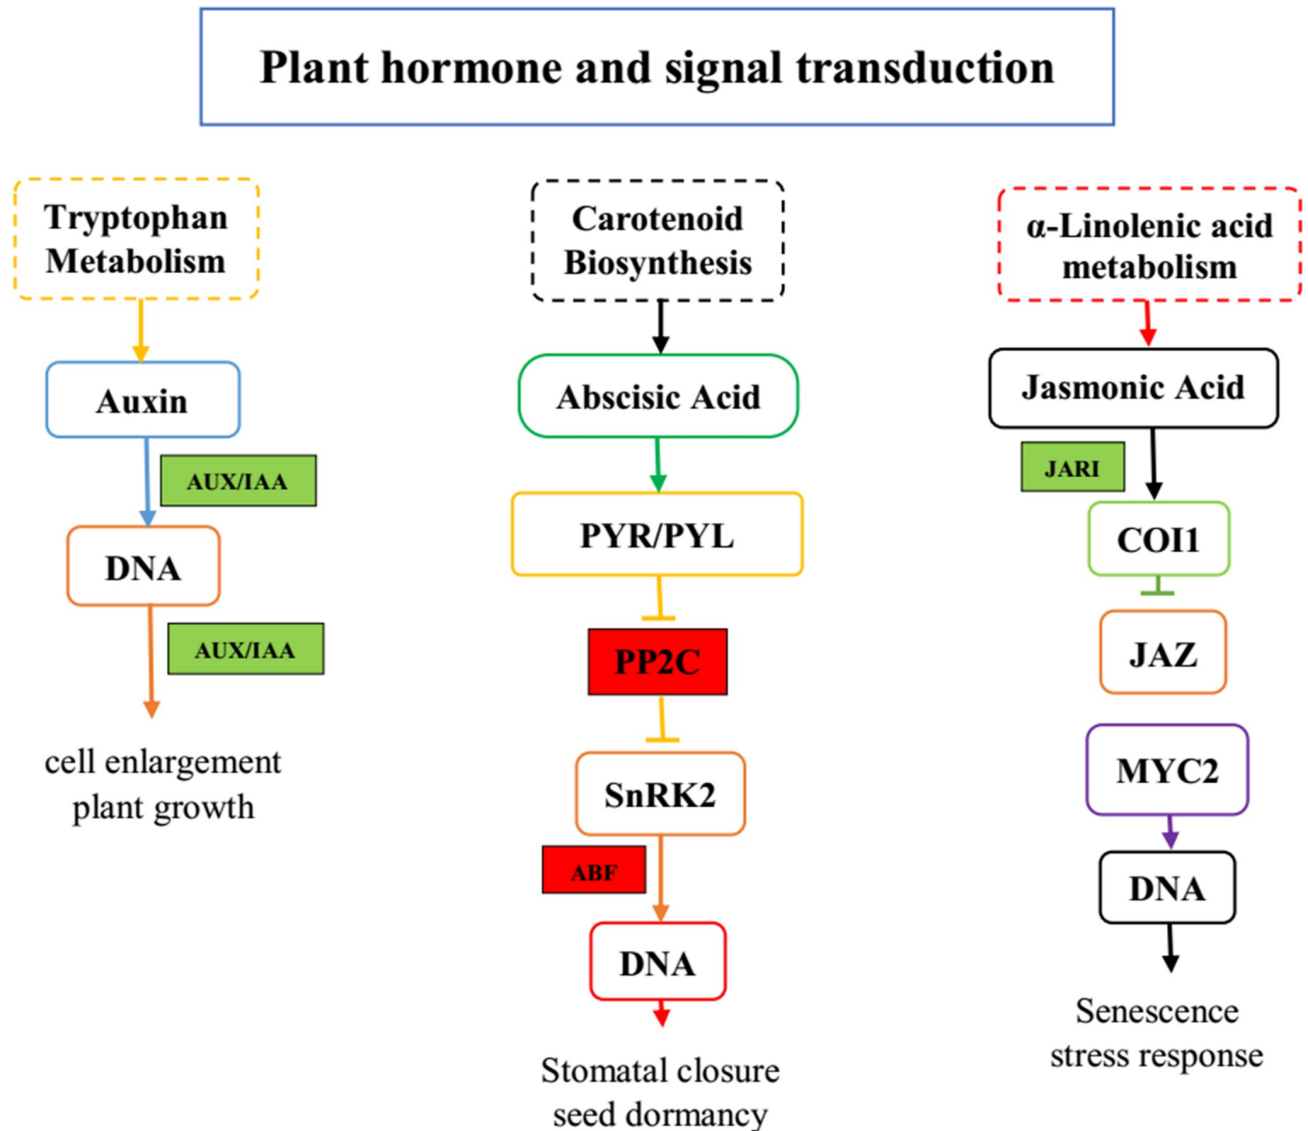 Plant hormone and signal transduction
Tryptophan
Metabolism
Auxin
AUX/IAA
DNA
AUX/IAA
cell enlargement
plant growth
Carotenoid
Biosynthesis
Abscisic Acid
PYR/PYL
PP2C
SnRK2
ABF
DNA
Stomatal closure
seed dormancy
α-Linolenic acid
metabolism
Jasmonic Acid
JARI
COI1
JAZ
MYC2
DNA
Senescence
stress response